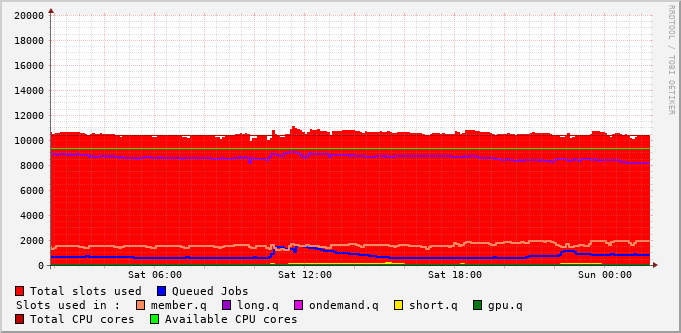 20000
18000
16000
14000
12000
10000
8000
6000
4000
2000
0
Sat 06:00 Sat 12:00 Sat 18:00 Sun 00:00
RRDTOOL / TOBI OETIKER
Total slots used Queued Jobs
Slots used in : member.q long.q ondemand.q short.q gpu.q
Total CPU cores Available CPU cores